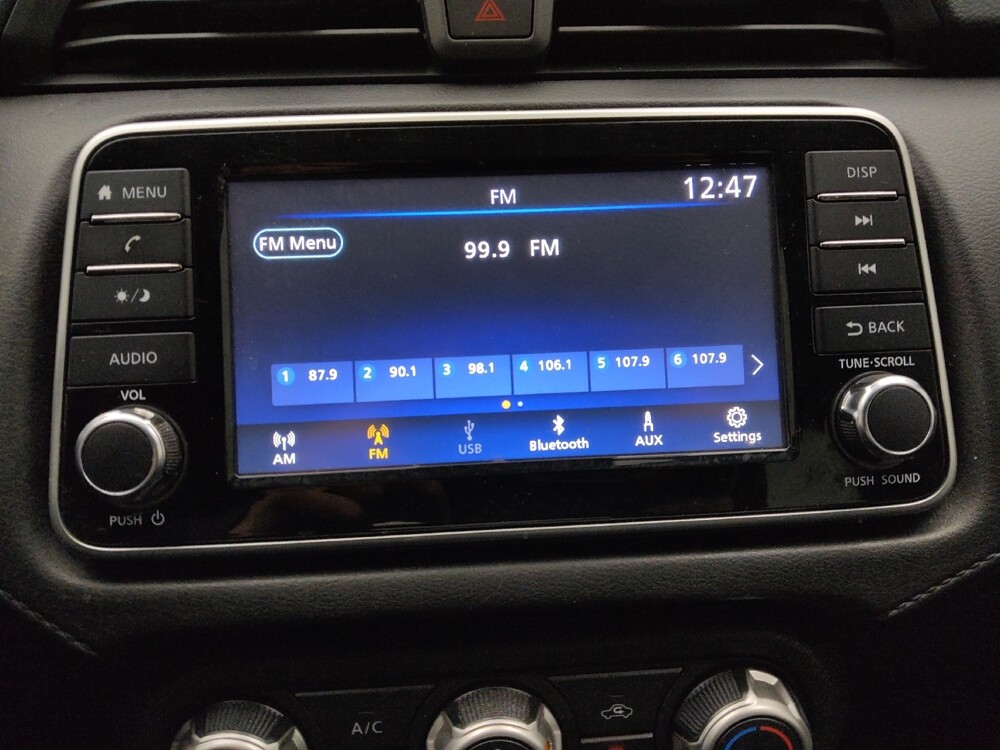 MENU
AUDIO
VOL
PUSH
FM
12:47
FM Menu
99.9 FM
1 87.9
2 90.1
3 98.1
4 106.1
5 107.9
6 107.9
AM
FM
USB
Bluetooth
AUX
Settings
DISP
BACK
TUNE·SCROLL
PUSH SOUND
A/C